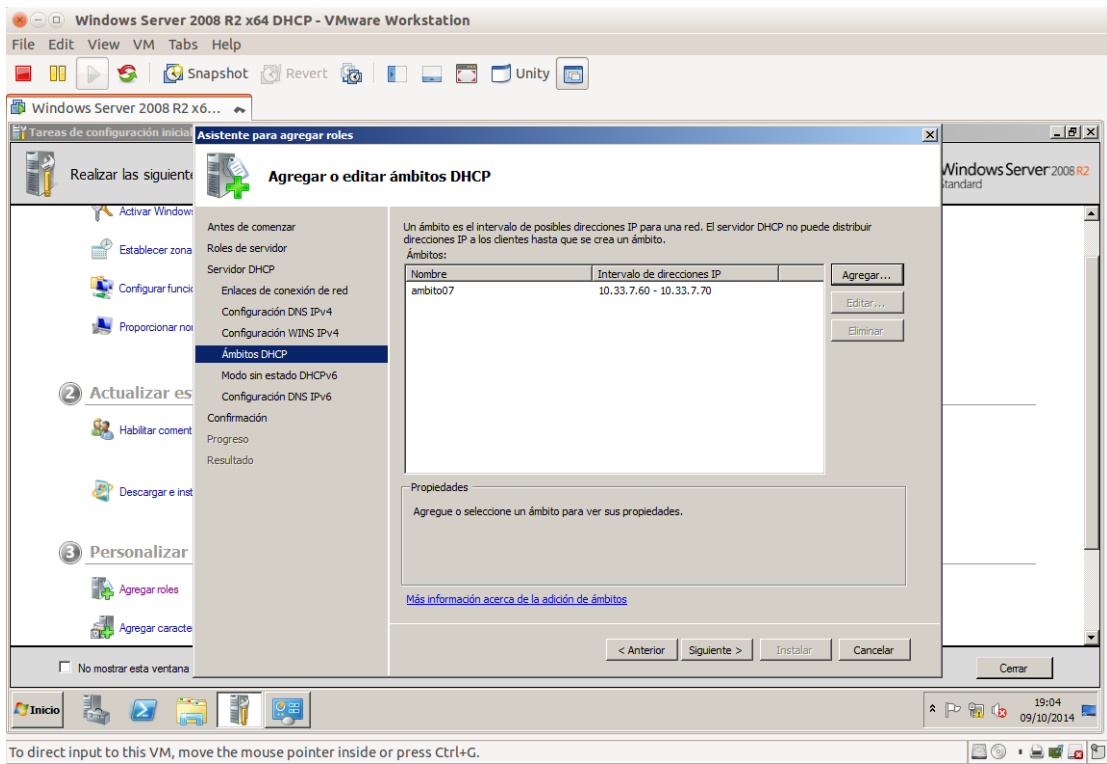 Windows Server 2008 R2 x64 DHCP - VMware Workstation
File Edit View VM Tabs Help
Snapshot Revert Unity
Windows Server 2008 R2 x6...
Tareas de configuración inicial
Asistente para agregar roles
Realizar las siguiente
Agregar o editar ámbitos DHCP
Windows Server 2008 R2
Standard
Activar Windows
Establecer zona
Configurar funcio
Proporcionar nom
2 Actualizar es
Habilitar coment
Descargar e inst
3 Personalizar
Agregar roles
Agregar caracte
No mostrar esta ventana
Antes de comenzar
Roles de servidor
Servidor DHCP
Enlaces de conexión de red
Configuración DNS IPv4
Configuración WINS IPv4
Ámbitos DHCP
Modo sin estado DHCPv6
Configuración DNS IPv6
Confirmación
Progreso
Resultado
Un ámbito es el intervalo de posibles direcciones IP para una red. El servidor DHCP no puede distribuir
direcciones IP a los clientes hasta que se crea un ámbito.
Ámbitos:
Nombre Intervalo de direcciones IP
ambito07 10.33.7.60 - 10.33.7.70
Agregar...
Editar...
Eliminar
Propiedades
Agregue o seleccione un ámbito para ver sus propiedades.
Más información acerca de la adición de ámbitos
< Anterior Siguiente > Instalar Cancelar
Cerrar
Inicio
19:04
09/10/2014
To direct input to this VM, move the mouse pointer inside or press Ctrl+G.